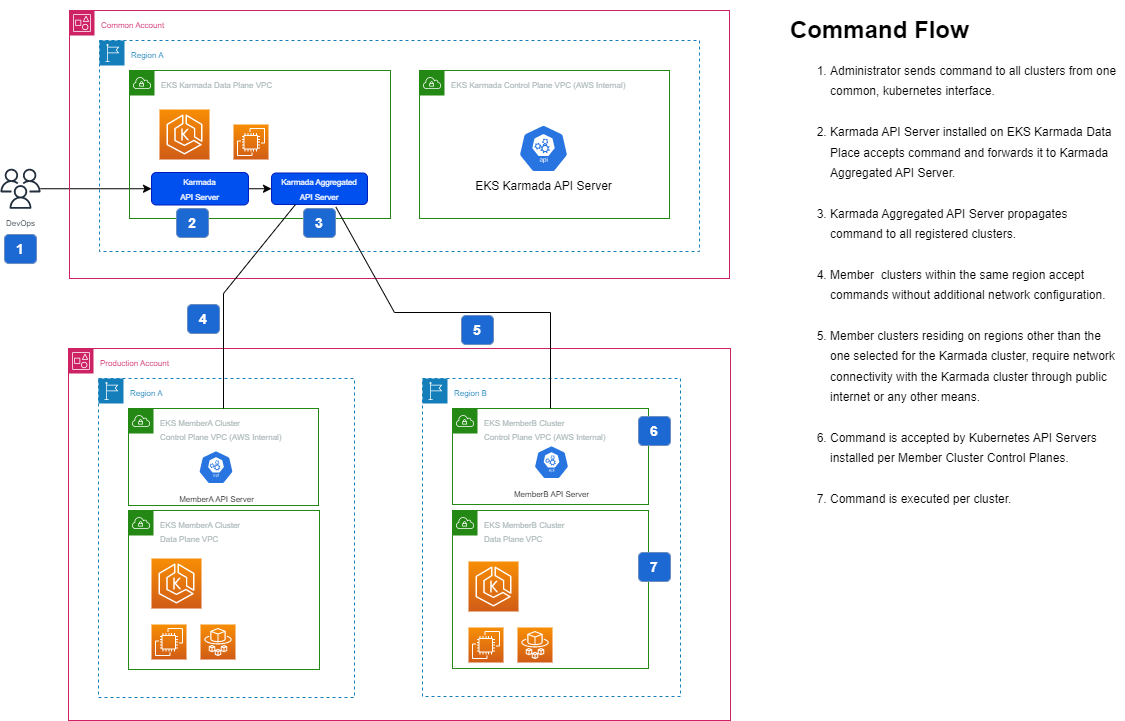 Common Account
Region A
EKS Karmada Data Plane VPC
EKS Karmada Control Plane VPC (AWS Internal)
api
EKS Karmada API Server
Karmada
API Server
Karmada Aggregated
API Server
DevOps
1
2
3
4
5
Production Account
Region A
EKS MemberA Cluster
Control Plane VPC (AWS Internal)
api
MemberA API Server
EKS MemberA Cluster
Data Plane VPC
Region B
EKS MemberB Cluster
Control Plane VPC (AWS Internal)
api
MemberB API Server
6
EKS MemberB Cluster
Data Plane VPC
7
Command Flow
1. Administrator sends command to all clusters from one
common, kubernetes interface.
2. Karmada API Server installed on EKS Karmada Data
Place accepts command and forwards it to Karmada
Aggregated API Server.
3. Karmada Aggregated API Server propagates
command to all registered clusters.
4. Member clusters within the same region accept
commands without additional network configuration.
5. Member clusters residing on regions other than the
one selected for the Karmada cluster, require network
connectivity with the Karmada cluster through public
internet or any other means.
6. Command is accepted by Kubernetes API Servers
installed per Member Cluster Control Planes.
7. Command is executed per cluster.